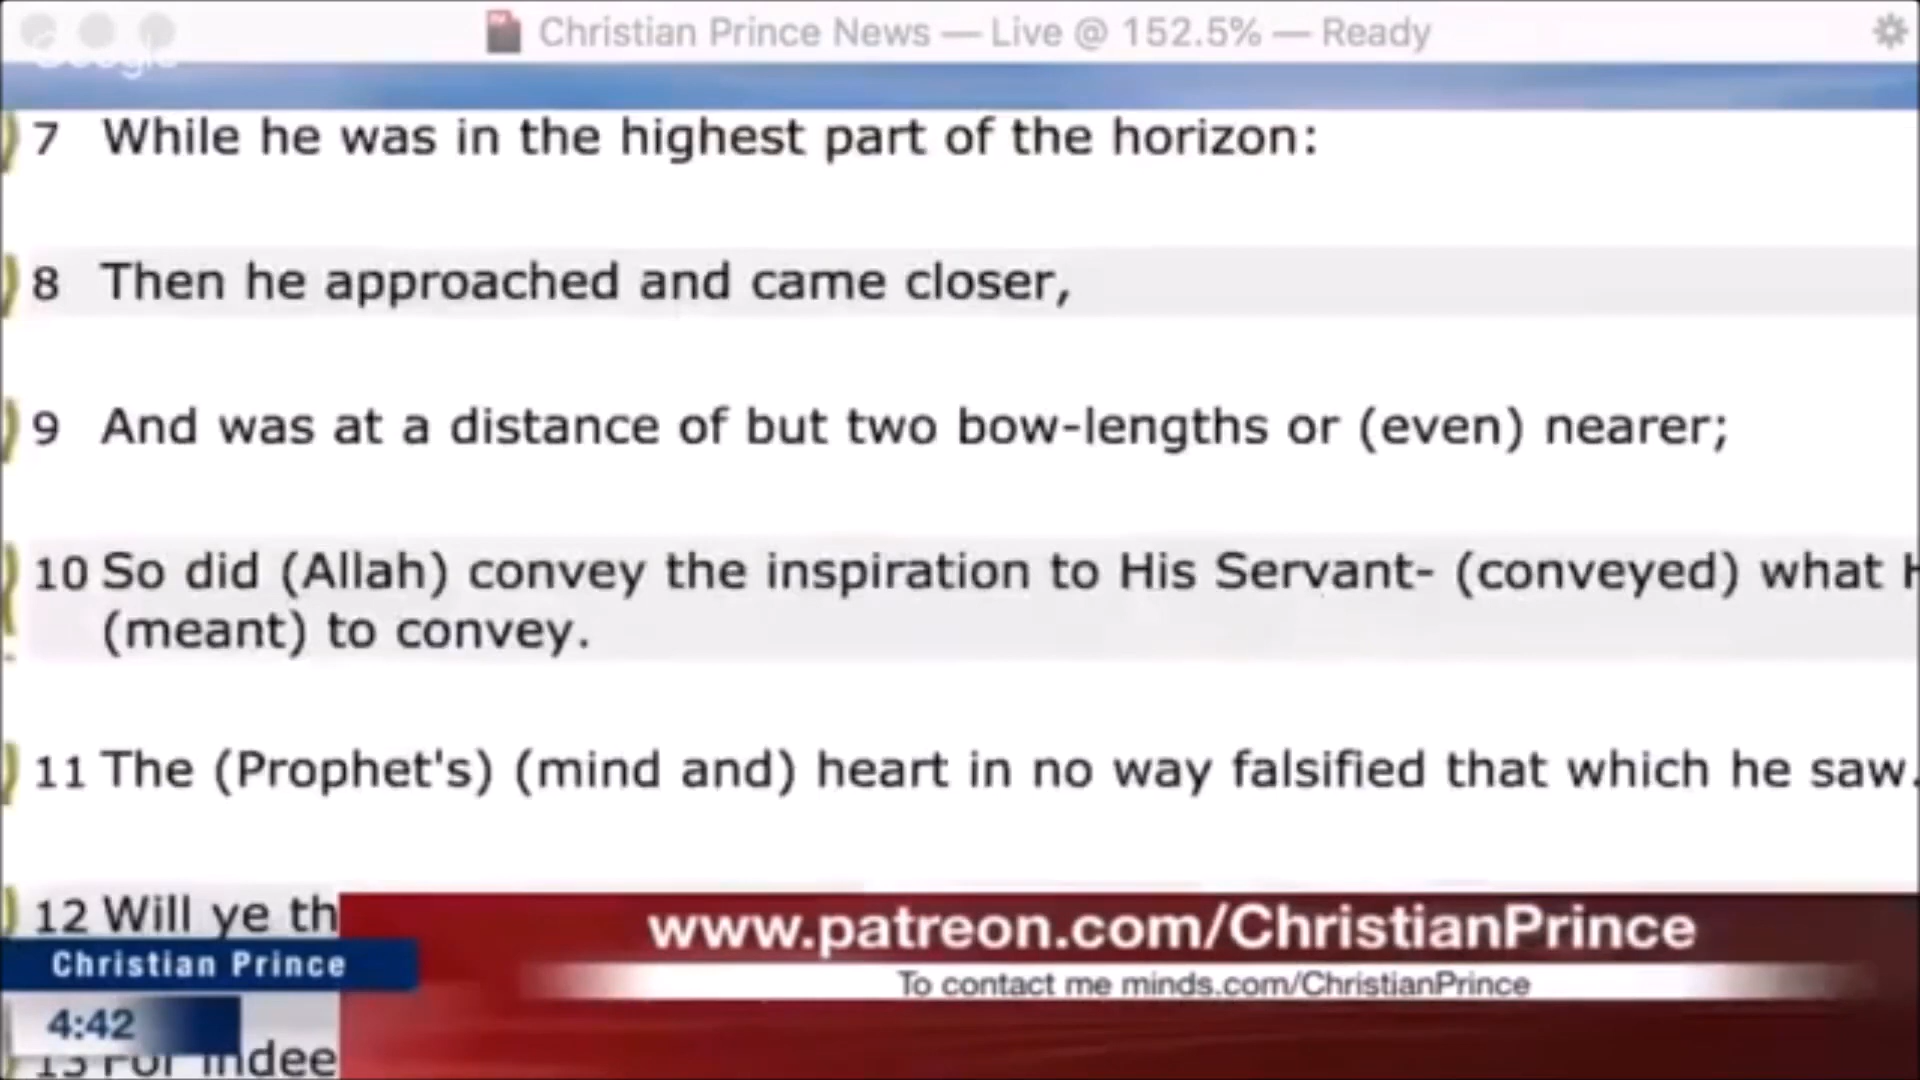 Christian Prince News — Live @ 152.5% — Ready
Google
7 While he was in the highest part of the horizon:
8 Then he approached and came closer,
9 And was at a distance of but two bow-lengths or (even) nearer;
10 So did (Allah) convey the inspiration to His Servant- (conveyed) what H
(meant) to convey.
11 The (Prophet's) (mind and) heart in no way falsified that which he saw.
12 Will ye th
www.patreon.com/ChristianPrince
Christian Prince
To contact me minds.com/ChristianPrince
4:42
13 For indee